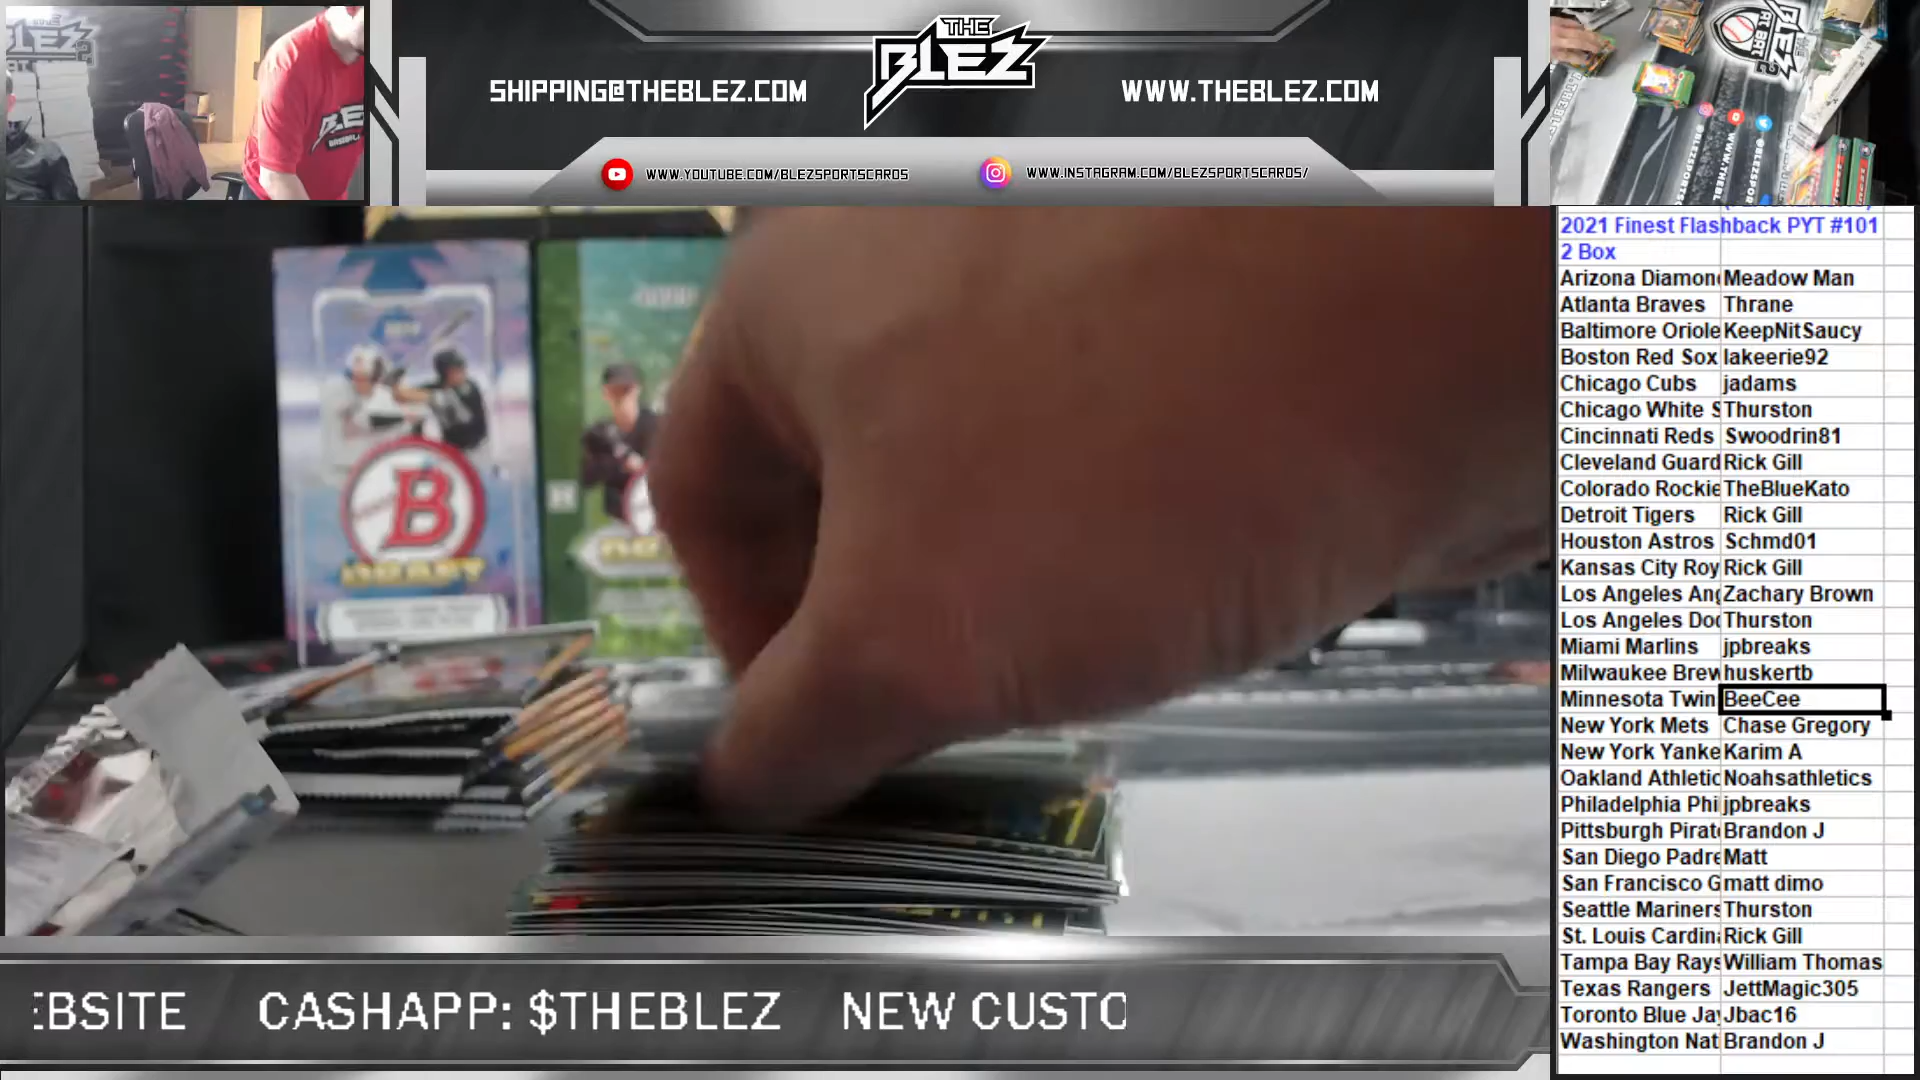 THE
BLEZ
SHIPPING@THEBLEZ.COM
WWW.THEBLEZ.COM
WWW.YOUTUBE.COM/BLEZSPORTSCARDS
WWW.INSTAGRAM.COM/BLEZSPORTSCARDS/
2021 Finest Flashback PYT #101
2 Box
Arizona Diamon Meadow Man
Atlanta Braves Thrane
Baltimore Oriole KeepNitSaucy
Boston Red Sox lakeerie92
Chicago Cubs jadams
Chicago White S Thurston
Cincinnati Reds Swoodrin81
Cleveland Guard Rick Gill
Colorado Rockie TheBlueKato
Detroit Tigers Rick Gill
Houston Astros Schmd01
Kansas City Roy Rick Gill
Los Angeles Ang Zachary Brown
Los Angeles Dod Thurston
Miami Marlins jpbreaks
Milwaukee Brew huskertb
Minnesota Twin BeeCee
New York Mets Chase Gregory
New York Yanke Karim A
Oakland Athletic Noahsathletics
Philadelphia Phi jpbreaks
Pittsburgh Pirate Brandon J
San Diego Padre Matt
San Francisco G matt dimo
Seattle Mariners Thurston
St. Louis Cardina Rick Gill
Tampa Bay Rays William Thomas
Texas Rangers JettMagic305
Toronto Blue Jay Jbac16
Washington Nat Brandon J
B
DRAFT
EBSITE CASHAPP: $THEBLEZ NEW CUSTO